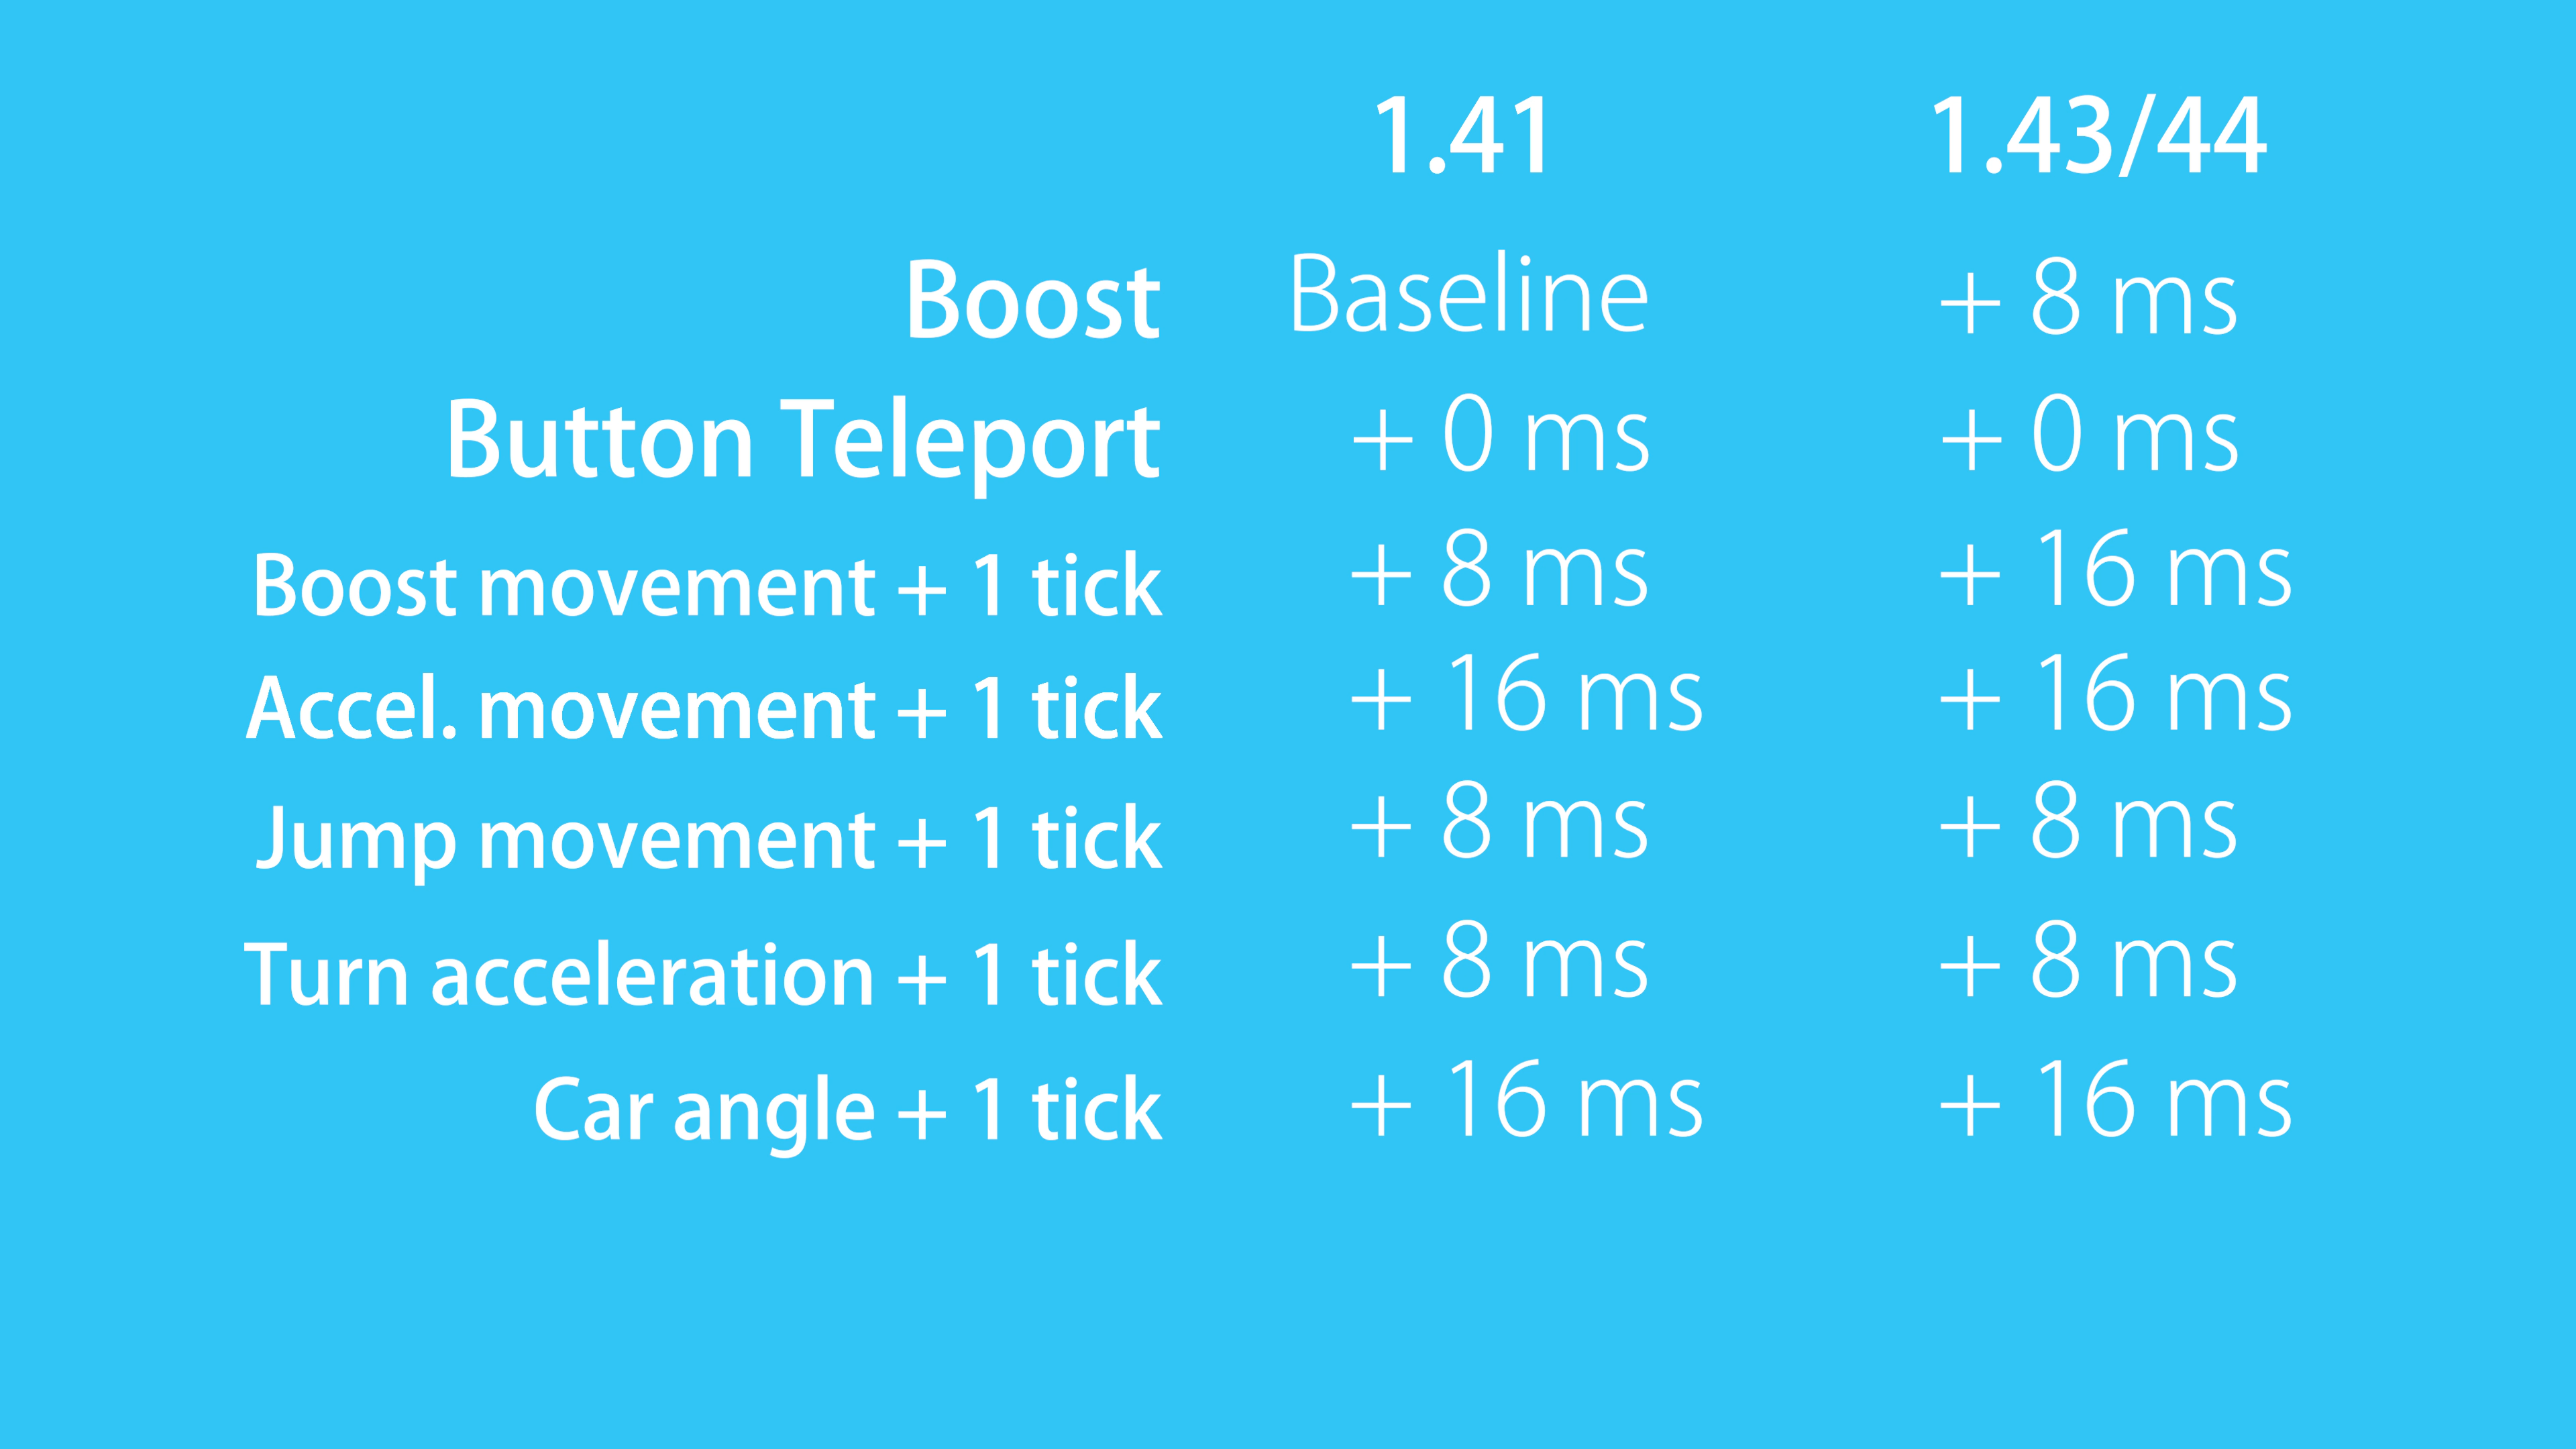 1.41 1.43/44
Boost Baseline + 8 ms
Button Teleport + 0 ms + 0 ms
Boost movement + 1 tick + 8 ms + 16 ms
Accel. movement + 1 tick + 16 ms + 16 ms
Jump movement + 1 tick + 8 ms + 8 ms
Turn acceleration + 1 tick + 8 ms + 8 ms
Car angle + 1 tick + 16 ms + 16 ms